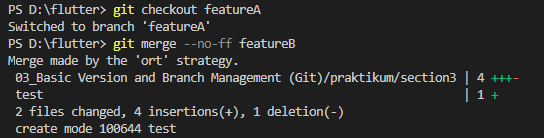 PS D:\flutter> git checkout featureA
Switched to branch 'featureA'
PS D:\flutter> git merge --no-ff featureB
Merge made by the 'ort' strategy.
 03_Basic Version and Branch Management (Git)/praktikum/section3 | 4 +++-
 test                                                            | 1 +
 2 files changed, 4 insertions(+), 1 deletion(-)
 create mode 100644 test